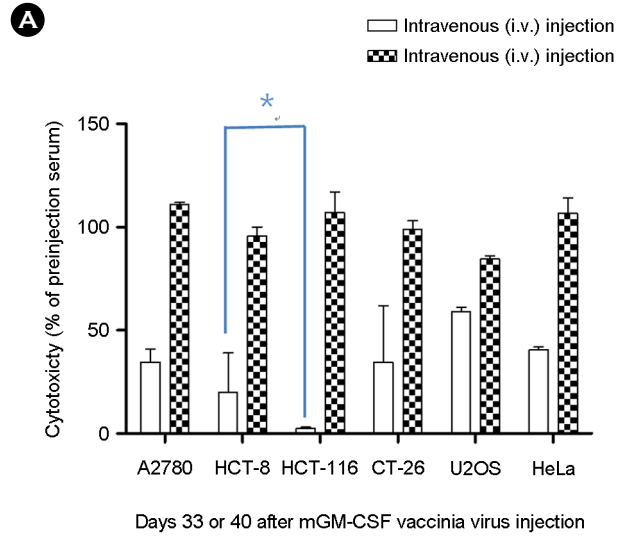 A
Intravenous (i.v.) injection
Intravenous (i.v.) injection
*
150
100
50
0
Cytotoxicty (% of preinjection serum)
A2780 HCT-8 HCT-116 CT-26 U2OS HeLa
Days 33 or 40 after mGM-CSF vaccinia virus injection